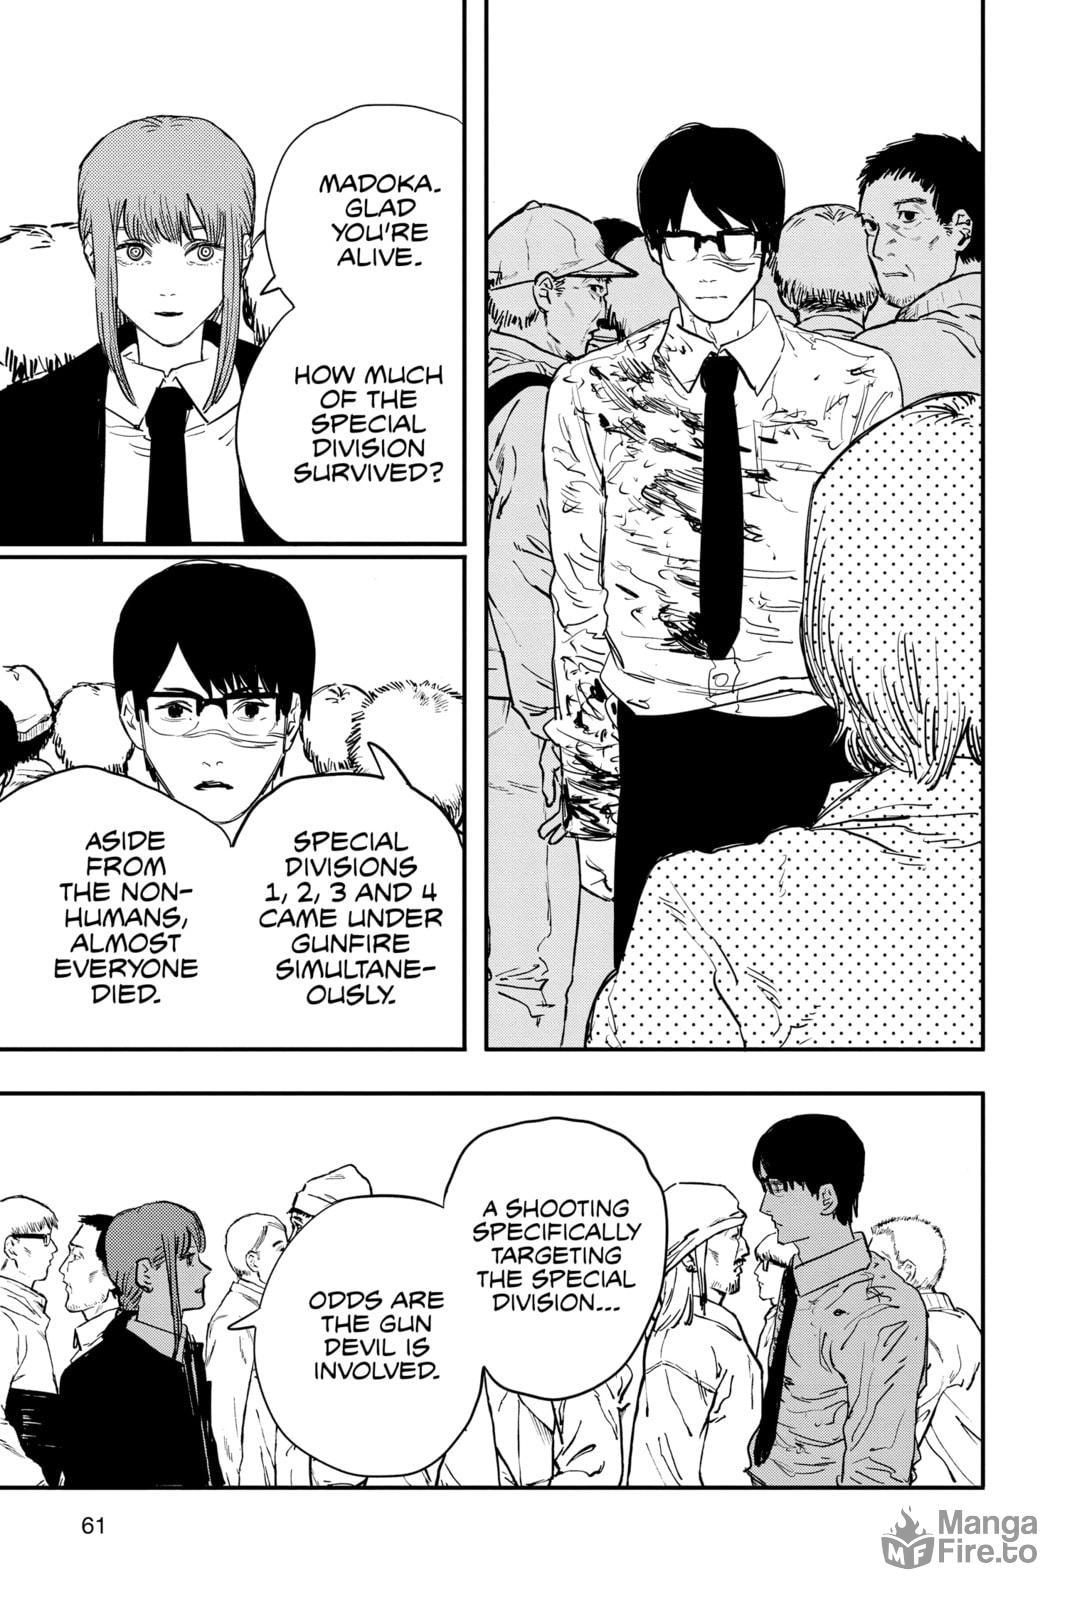 MADOKA.
GLAD
YOU'RE
ALIVE.
HOW MUCH
OF THE
SPECIAL
DIVISION
SURVIVED?
SPECIAL
DIVISIONS
1, 2, 3 AND 4
CAME UNDER
GUNFIRE
SIMULTANE-
OUSLY.
ASIDE
FROM
THE NON-
HUMANS,
ALMOST
EVERYONE
DIED.
A SHOOTING
SPECIFICALLY
TARGETING
THE SPECIAL
DIVISION...
ODDS ARE
THE GUN
DEVIL IS
INVOLVED.
61
MF
Manga
Fire.to